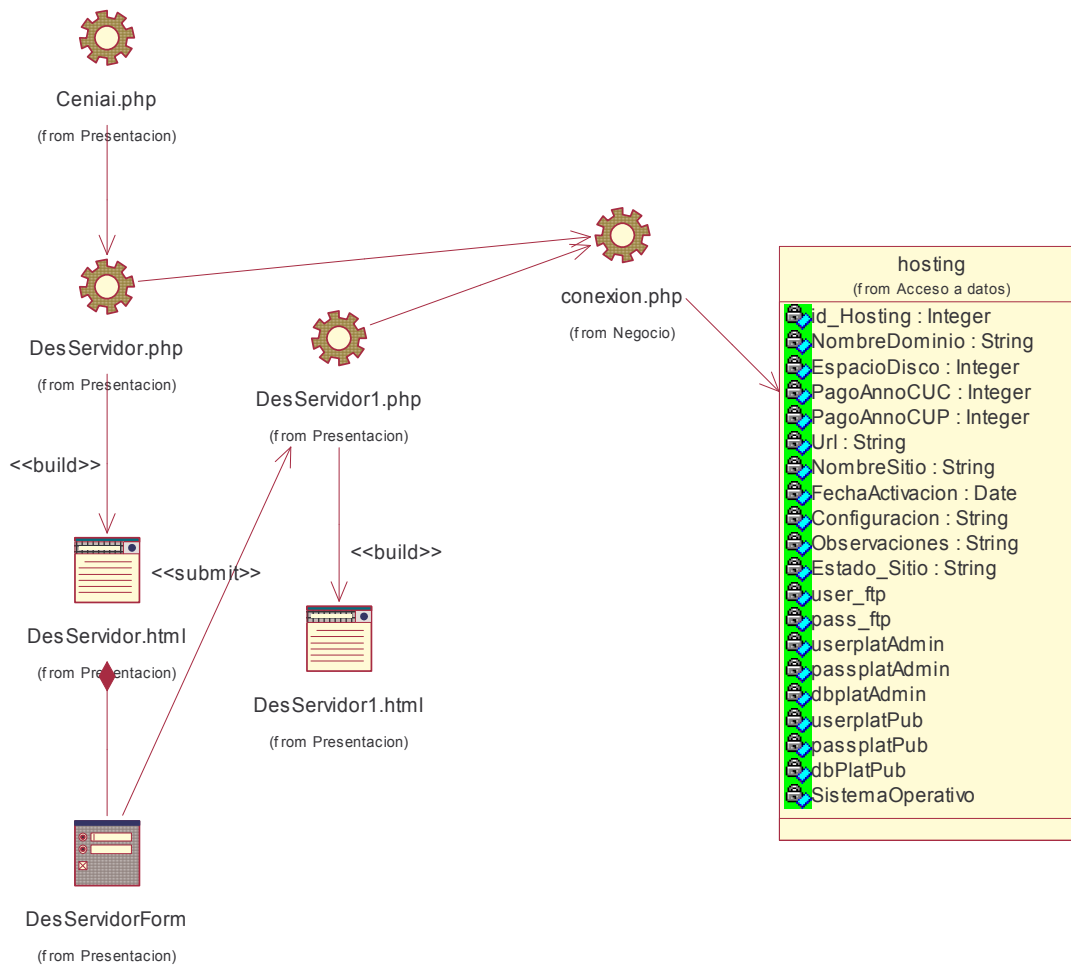 Ceniai.php
(from Presentacion)
DesServidor.php
(from Presentacion)
<<build>>
DesServidor1.php
(from Presentacion)
conexion.php
(from Negocio)
<<submit>>
<<build>>
DesServidor.html
(from Presentacion)
DesServidor1.html
(from Presentacion)
DesServidorForm
(from Presentacion)
hosting
(from Acceso a datos)
id_Hosting : Integer
NombreDominio : String
EspacioDisco : Integer
PagoAnnoCUC : Integer
PagoAnnoCUP : Integer
Url : String
NombreSitio : String
FechaActivacion : Date
Configuracion : String
Observaciones : String
Estado_Sitio : String
user_ftp
pass_ftp
userplatAdmin
passplatAdmin
dbplatAdmin
userplatPub
passplatPub
dbPlatPub
SistemaOperativo